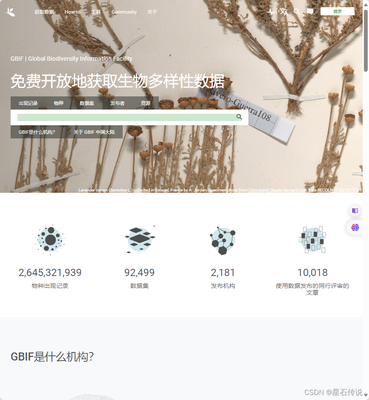 获取数据 How-to 工具 Community 关于
登录
GBIF | Global Biodiversity Information Facility
免费开放地获取生物多样性数据
出现记录 物种 数据集 发布者 资源
GBIF是什么机构? 关于 GBIF 中国大陆
2,645,321,939 92,499 2,181 10,018
物种出现记录 数据集 发布机构 使用数据发布的同行评审的
文章
GBIF是什么机构?
CSDN @是石传说